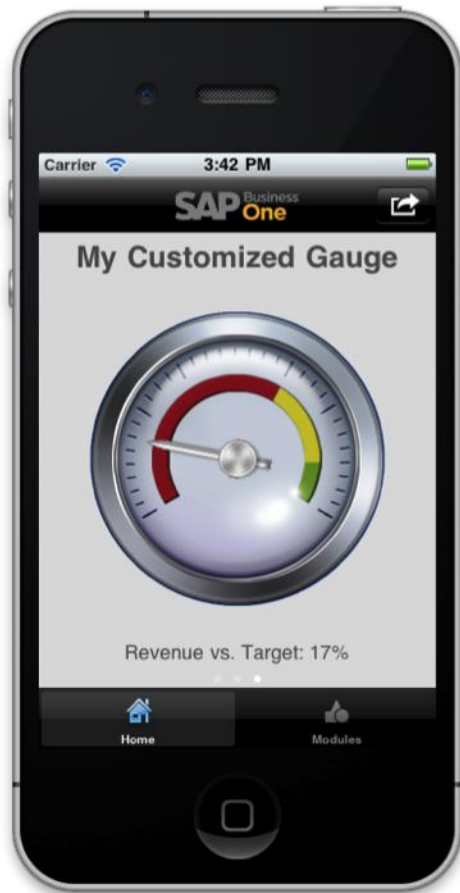 Carrier 3:42 PM
SAP Business One
My Customized Gauge
Revenue vs. Target: 17%
Home Modules